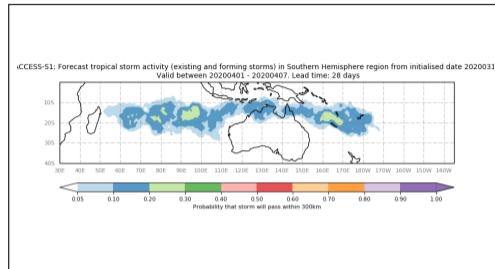 ACCESS-S1: Forecast tropical storm activity (existing and forming storms) in Southern Hemisphere region from initialised date 2020031
Valid between 20200401 - 20200407. Lead time: 28 days
10S
20S
30S
40S
30E 40E 50E 60E 70E 80E 90E 100E 110E 120E 130E 140E 150E 160E 170E 180E 170W 160W 150W 140W
0.05 0.10 0.20 0.30 0.40 0.50 0.60 0.70 0.80 0.90 1.00
Probability that storm will pass within 300km